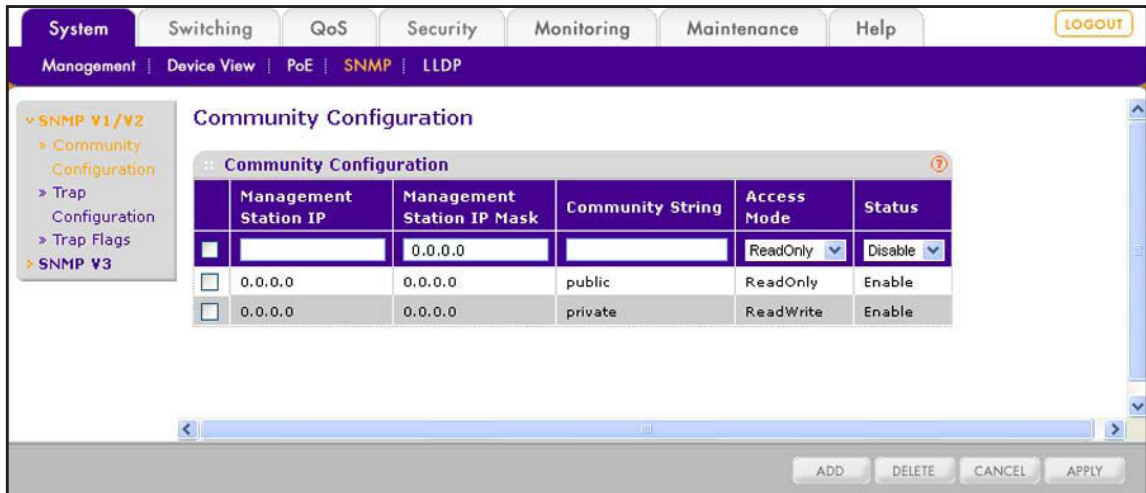 System Switching QoS Security Monitoring Maintenance Help LOGOUT
Management Device View PoE SNMP LLDP
SNMP V1/V2
» Community
Configuration
» Trap
Configuration
» Trap Flags
SNMP V3
Community Configuration
Community Configuration ?
Management
Station IP
Management
Station IP Mask
Community String
Access
Mode
Status
0.0.0.0 ReadOnly Disable
0.0.0.0 0.0.0.0 public ReadOnly Enable
0.0.0.0 0.0.0.0 private ReadWrite Enable
ADD DELETE CANCEL APPLY